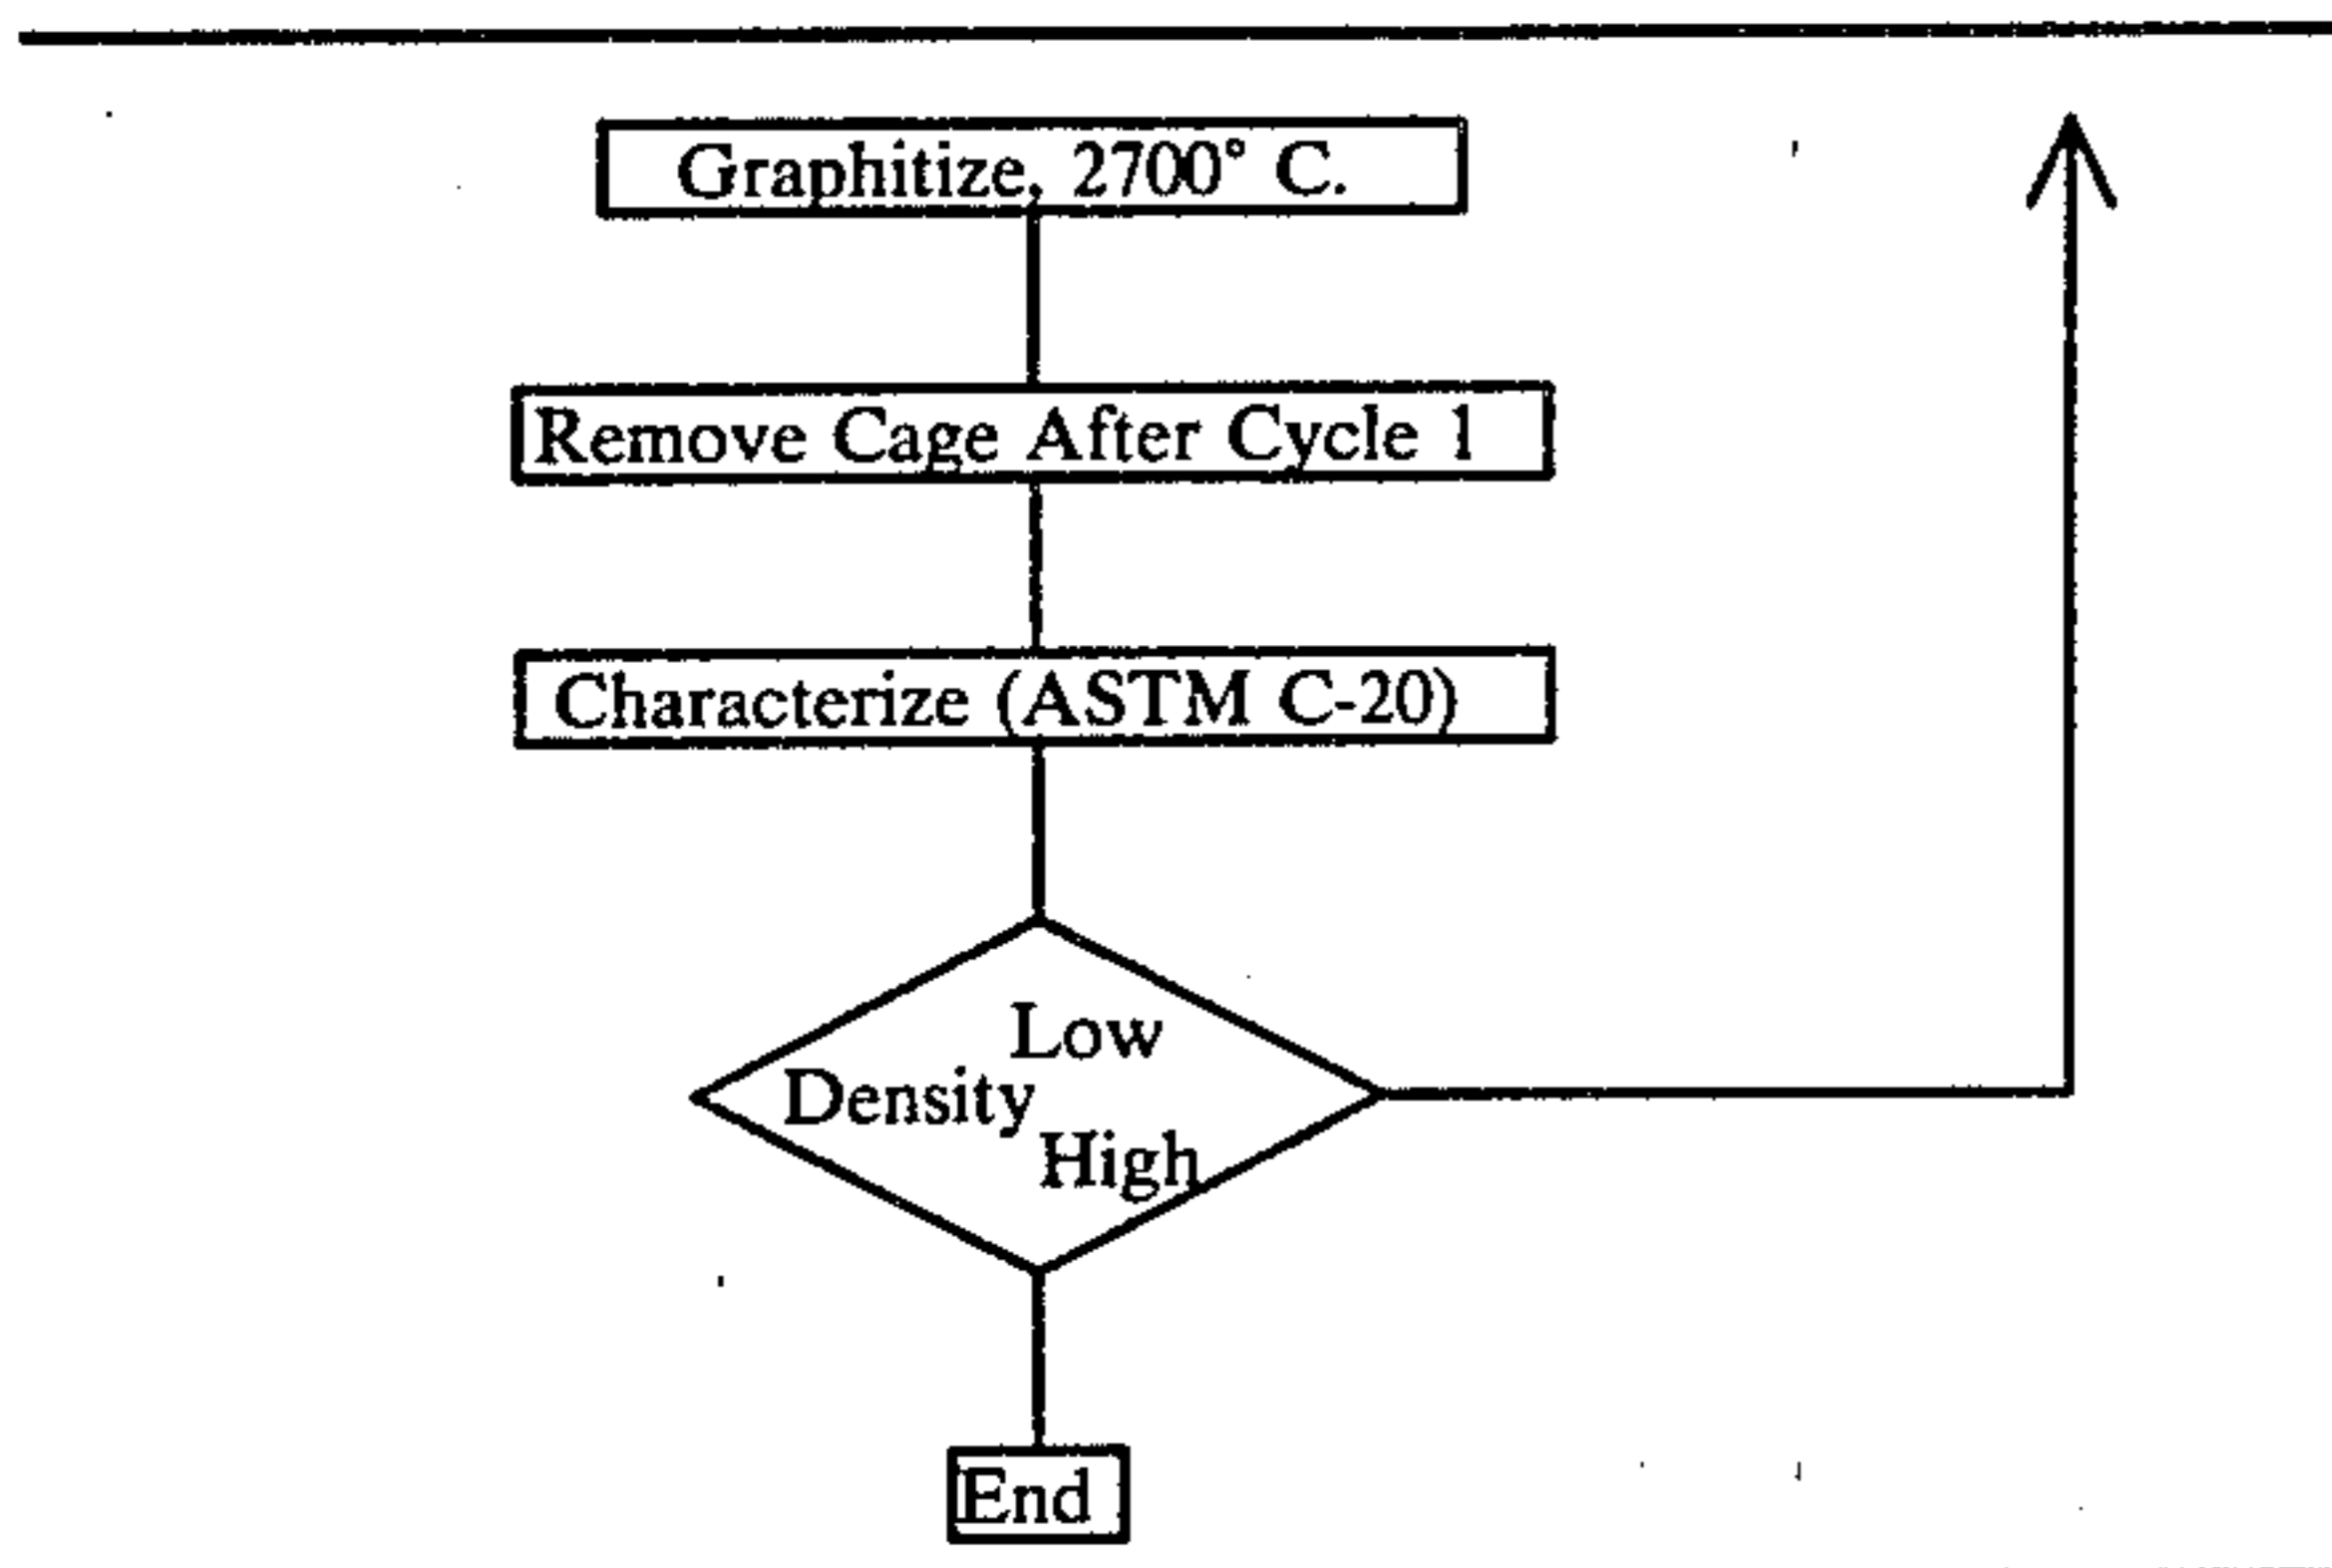 Graphitize, 2700° C.
Remove Cage After Cycle 1
Characterize (ASTM C-20)
Low
Density
High
End